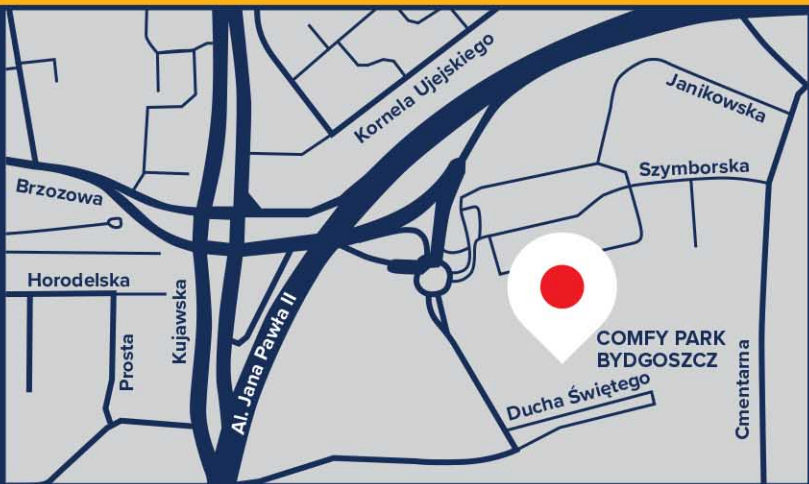 Kornela Ujejskiego
Janikowska
Szymborska
Brzozowa
Horodelska
Prosta
Kujawska
Al. Jana Pawła II
COMFY PARK
BYDGOSZCZ
Ducha Świętego
Cmentarna